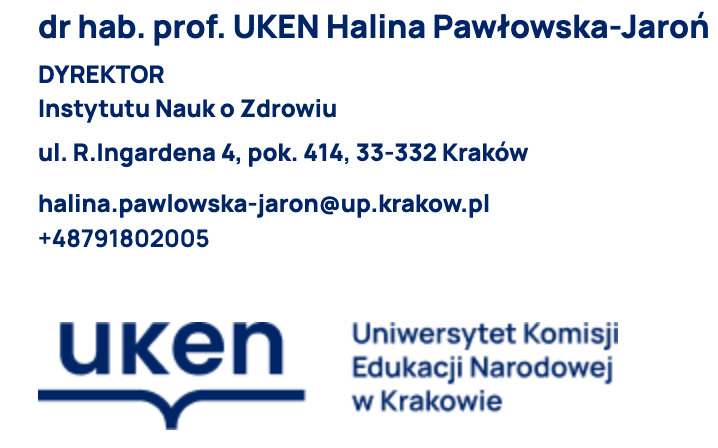 dr hab. prof. UKEN Halina Pawłowska-Jaroń
DYREKTOR
Instytutu Nauk o Zdrowiu
ul. R.Ingardena 4, pok. 414, 33-332 Kraków
halina.pawlowska-jaron@up.krakow.pl
+48791802005
uken
Uniwersytet Komisji
Edukacji Narodowej
w Krakowie